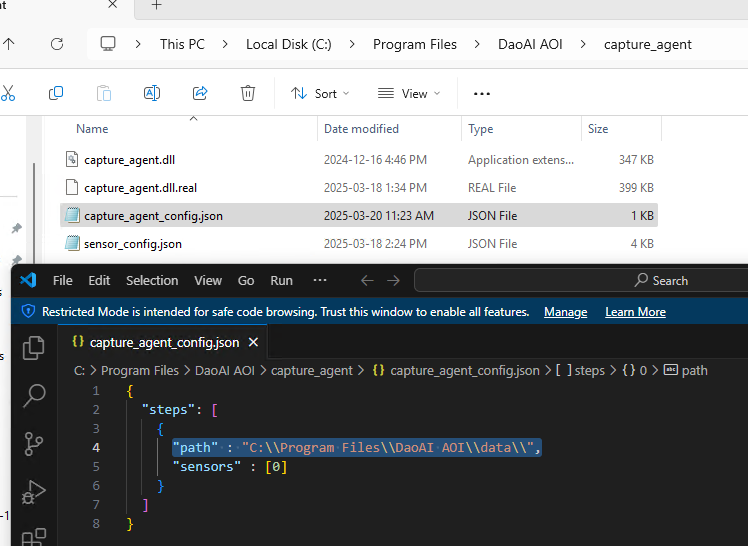 This PC > Local Disk (C:) > Program Files > DaoAI AOI > capture_agent
Sort View ...
Name Date modified Type Size
capture_agent.dll 2024-12-16 4:46 PM Application extens... 347 KB
capture_agent.dll.real 2025-03-18 1:34 PM REAL File 399 KB
capture_agent_config.json 2025-03-20 11:23 AM JSON File 1 KB
sensor_config.json 2025-03-18 2:24 PM JSON File 4 KB
File Edit Selection View Go Run ... Search
Restricted Mode is intended for safe code browsing. Trust this window to enable all features. Manage Learn More
{} capture_agent_config.json
C: > Program Files > DaoAI AOI > capture_agent > {} capture_agent_config.json > [ ] steps > {} 0 > abc path
1 {
2 "steps": [
3 {
4 "path" : "C:\\Program Files\\DaoAI AOI\\data\\",
5 "sensors" : [0]
6 }
7 ]
8 }